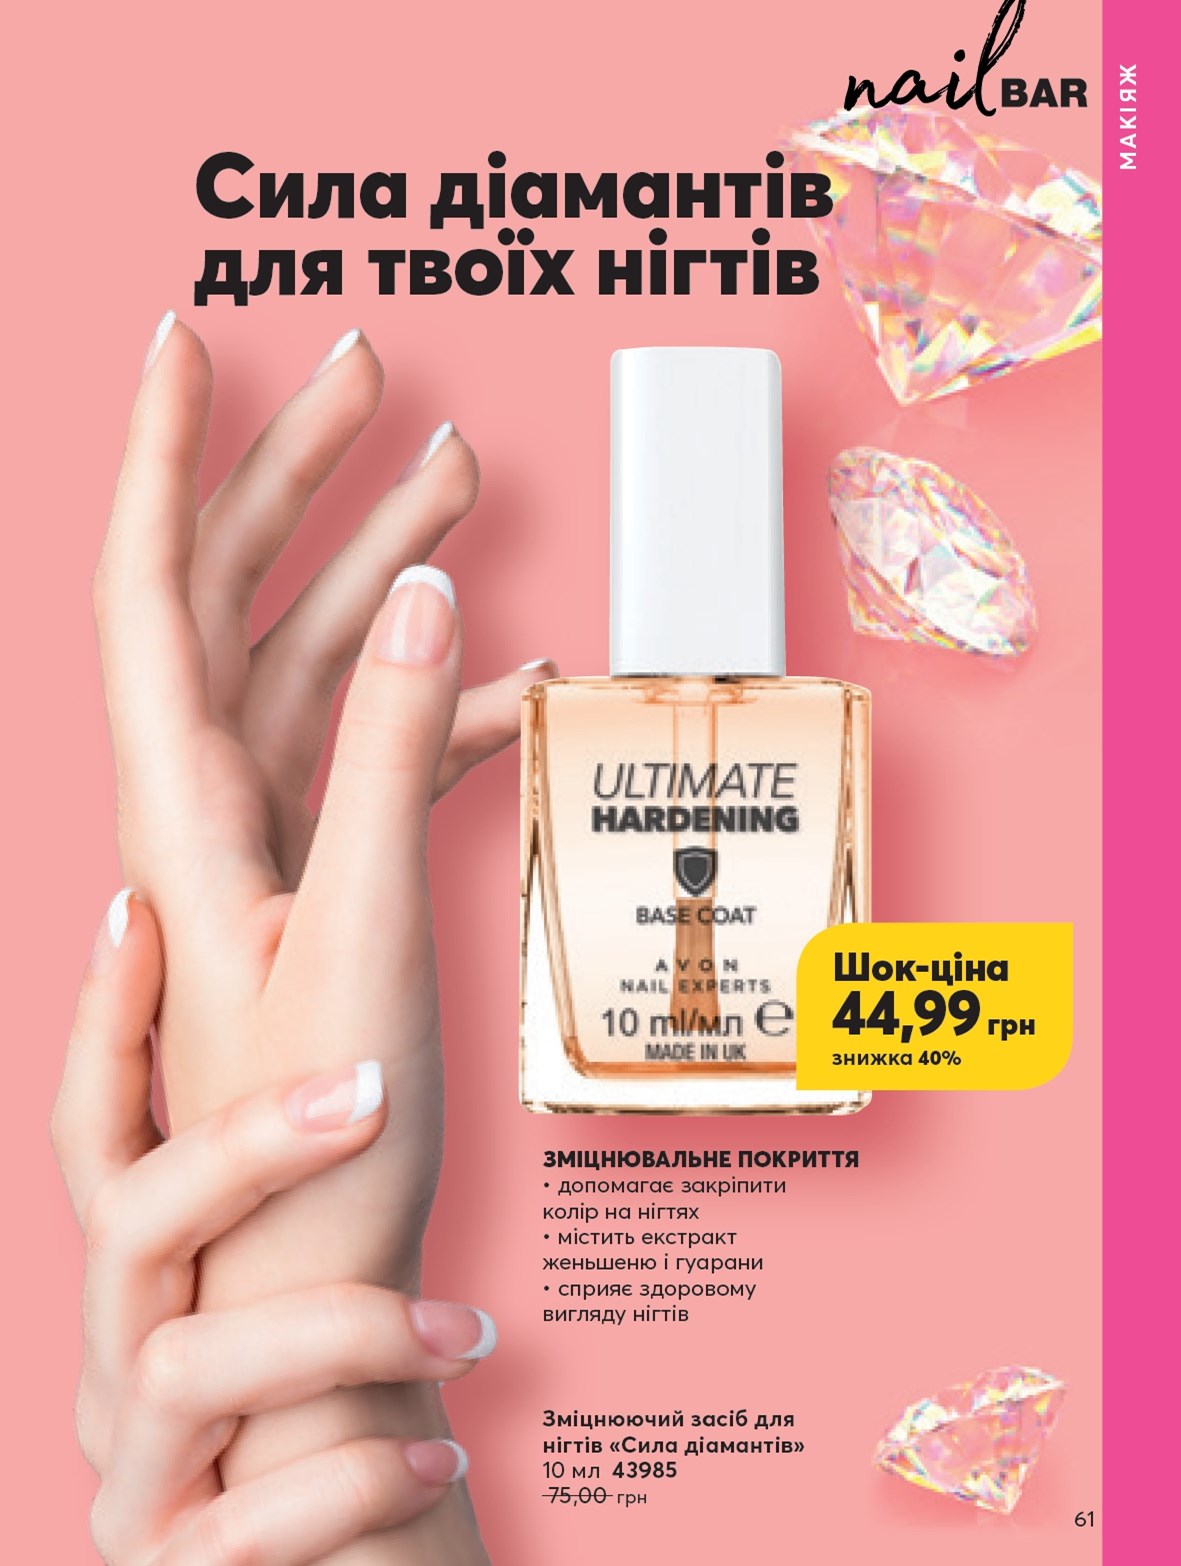 nail BAR
МАКІЯЖ
Сила діамантів
для твоїх нігтів
ULTIMATE
HARDENING
BASE COAT
AVON
NAIL EXPERTS
10 ml/мл e
MADE IN UK
Шок-ціна
44,99 грн
знижка 40%
ЗМІЦНЮВАЛЬНЕ ПОКРИТТЯ
• допомагає закріпити
колір на нігтях
• містить екстракт
женьшеню і гуарани
• сприяє здоровому
вигляду нігтів
Зміцнюючий засіб для
нігтів «Сила діамантів»
10 мл 43985
75,00 грн
61